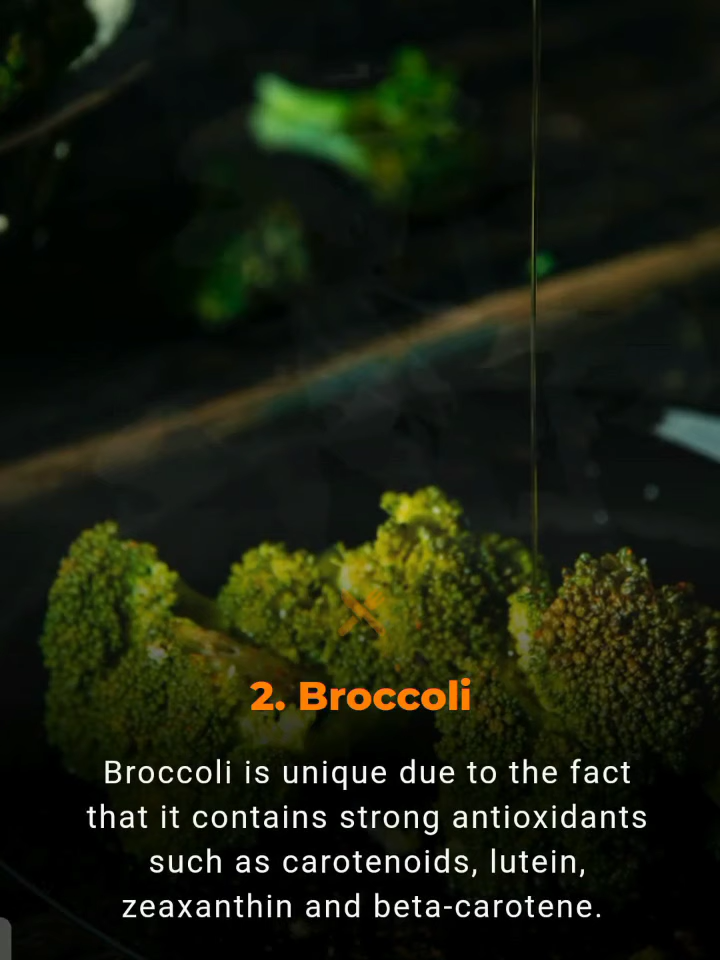 2. Broccoli
Broccoli is unique due to the fact
that it contains strong antioxidants
such as carotenoids, lutein,
zeaxanthin and beta-carotene.